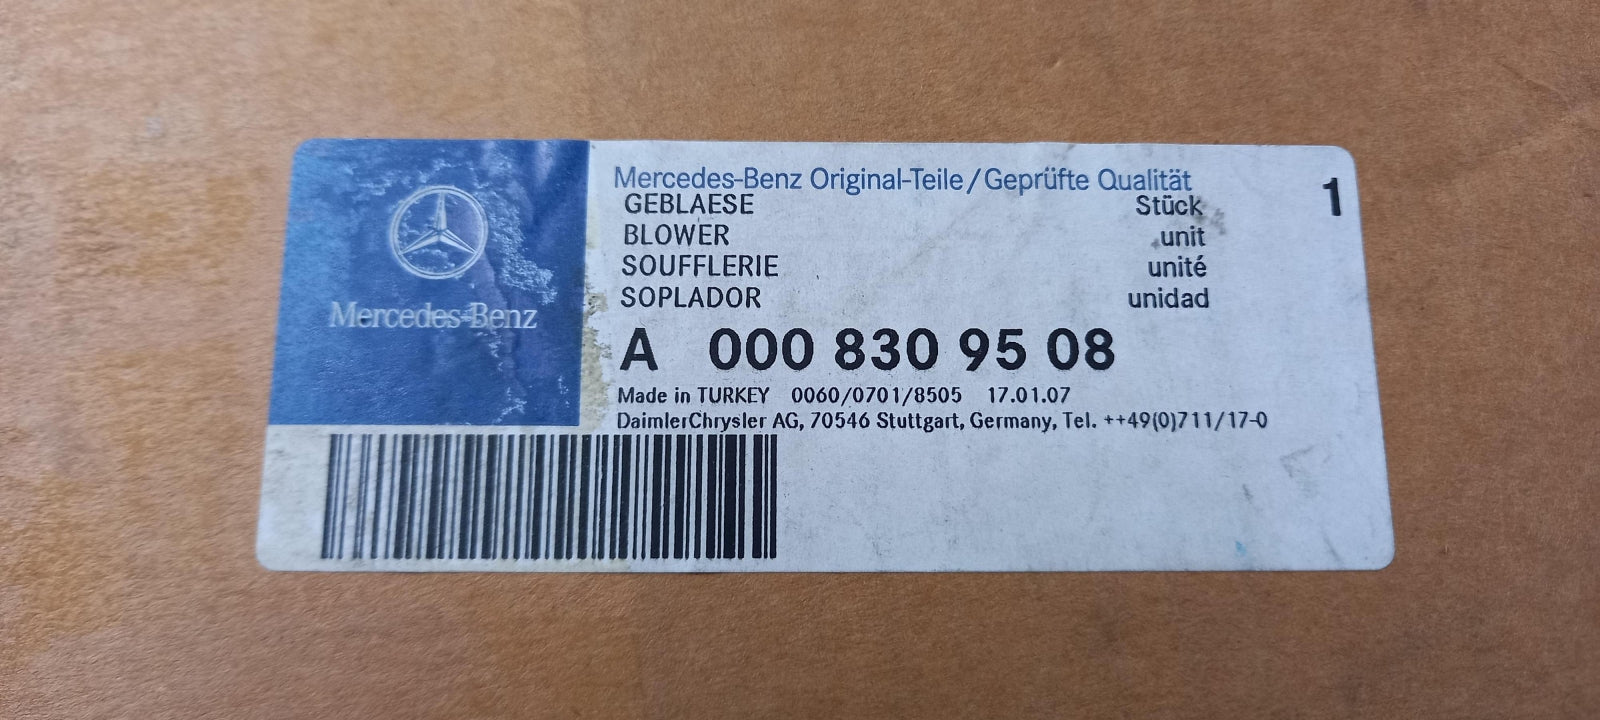 Mercedes-Benz
Mercedes-Benz Original-Teile/Geprüfte Qualität
GEBLAESE Stück 1
BLOWER unit
SOUFFLERIE unité
SOPLADOR unidad
A 000 830 95 08
Made in TURKEY 0060/0701/8505 17.01.07
DaimlerChrysler AG, 70546 Stuttgart, Germany, Tel. ++49(0)711/17-0